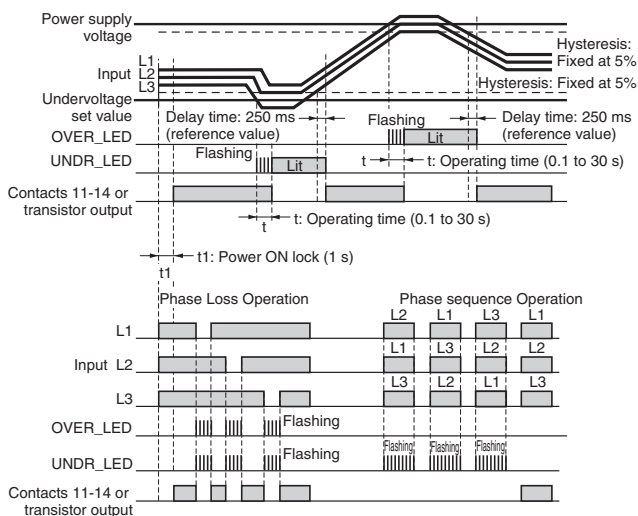 Power supply
voltage
Input
L1
L2
L3
Hysteresis:
Fixed at 5%
Hysteresis: Fixed at 5%
Undervoltage
set value
Delay time: 250 ms
(reference value)
Flashing
Delay time: 250 ms
(reference value)
OVER_LED
Lit
UNDR_LED
Flashing
Lit
t
t: Operating time (0.1 to 30 s)
Contacts 11-14 or
transistor output
t: Operating time (0.1 to 30 s)
t
t1: Power ON lock (1 s)
t1
Phase Loss Operation
Phase sequence Operation
L2 L1 L3 L1
L1
L1 L3 L2 L2
Input L2
L3 L2 L1 L3
L3
OVER_LED
Flashing
UNDR_LED
Flashing
Flashing Flashing Flashing
Contacts 11-14 or
transistor output